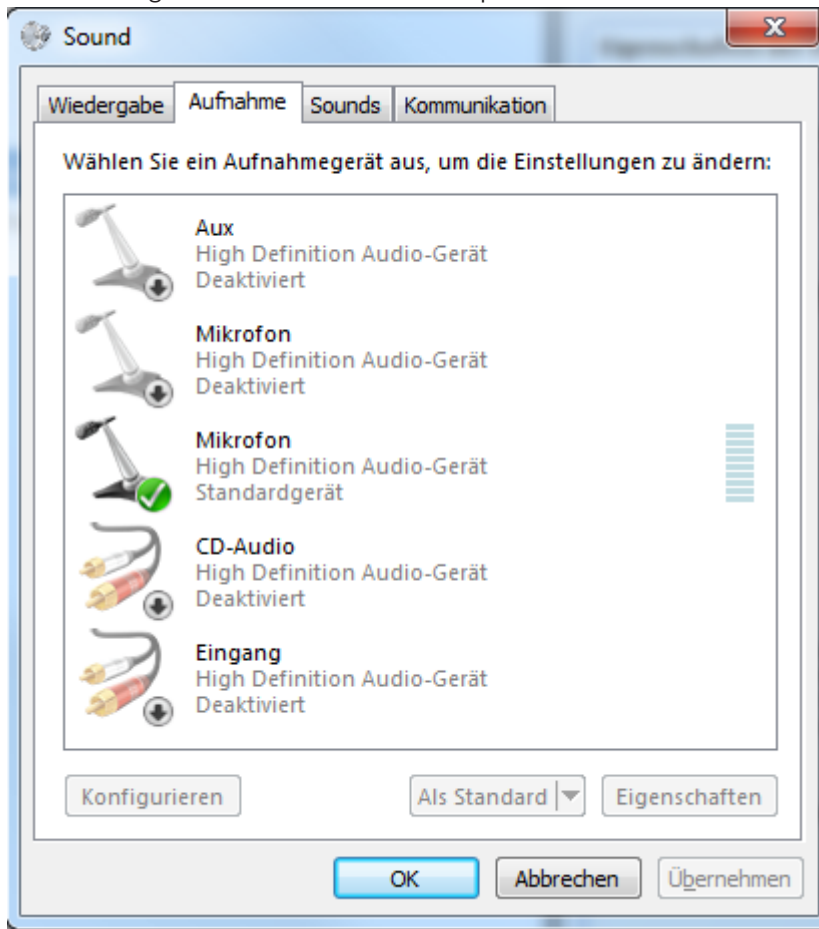 Sound
Wiedergabe Aufnahme Sounds Kommunikation
Wählen Sie ein Aufnahmegerät aus, um die Einstellungen zu ändern:
Aux
High Definition Audio-Gerät
Deaktiviert
Mikrofon
High Definition Audio-Gerät
Deaktiviert
Mikrofon
High Definition Audio-Gerät
Standardgerät
CD-Audio
High Definition Audio-Gerät
Deaktiviert
Eingang
High Definition Audio-Gerät
Deaktiviert
Konfigurieren Als Standard Eigenschaften
OK Abbrechen Übernehmen